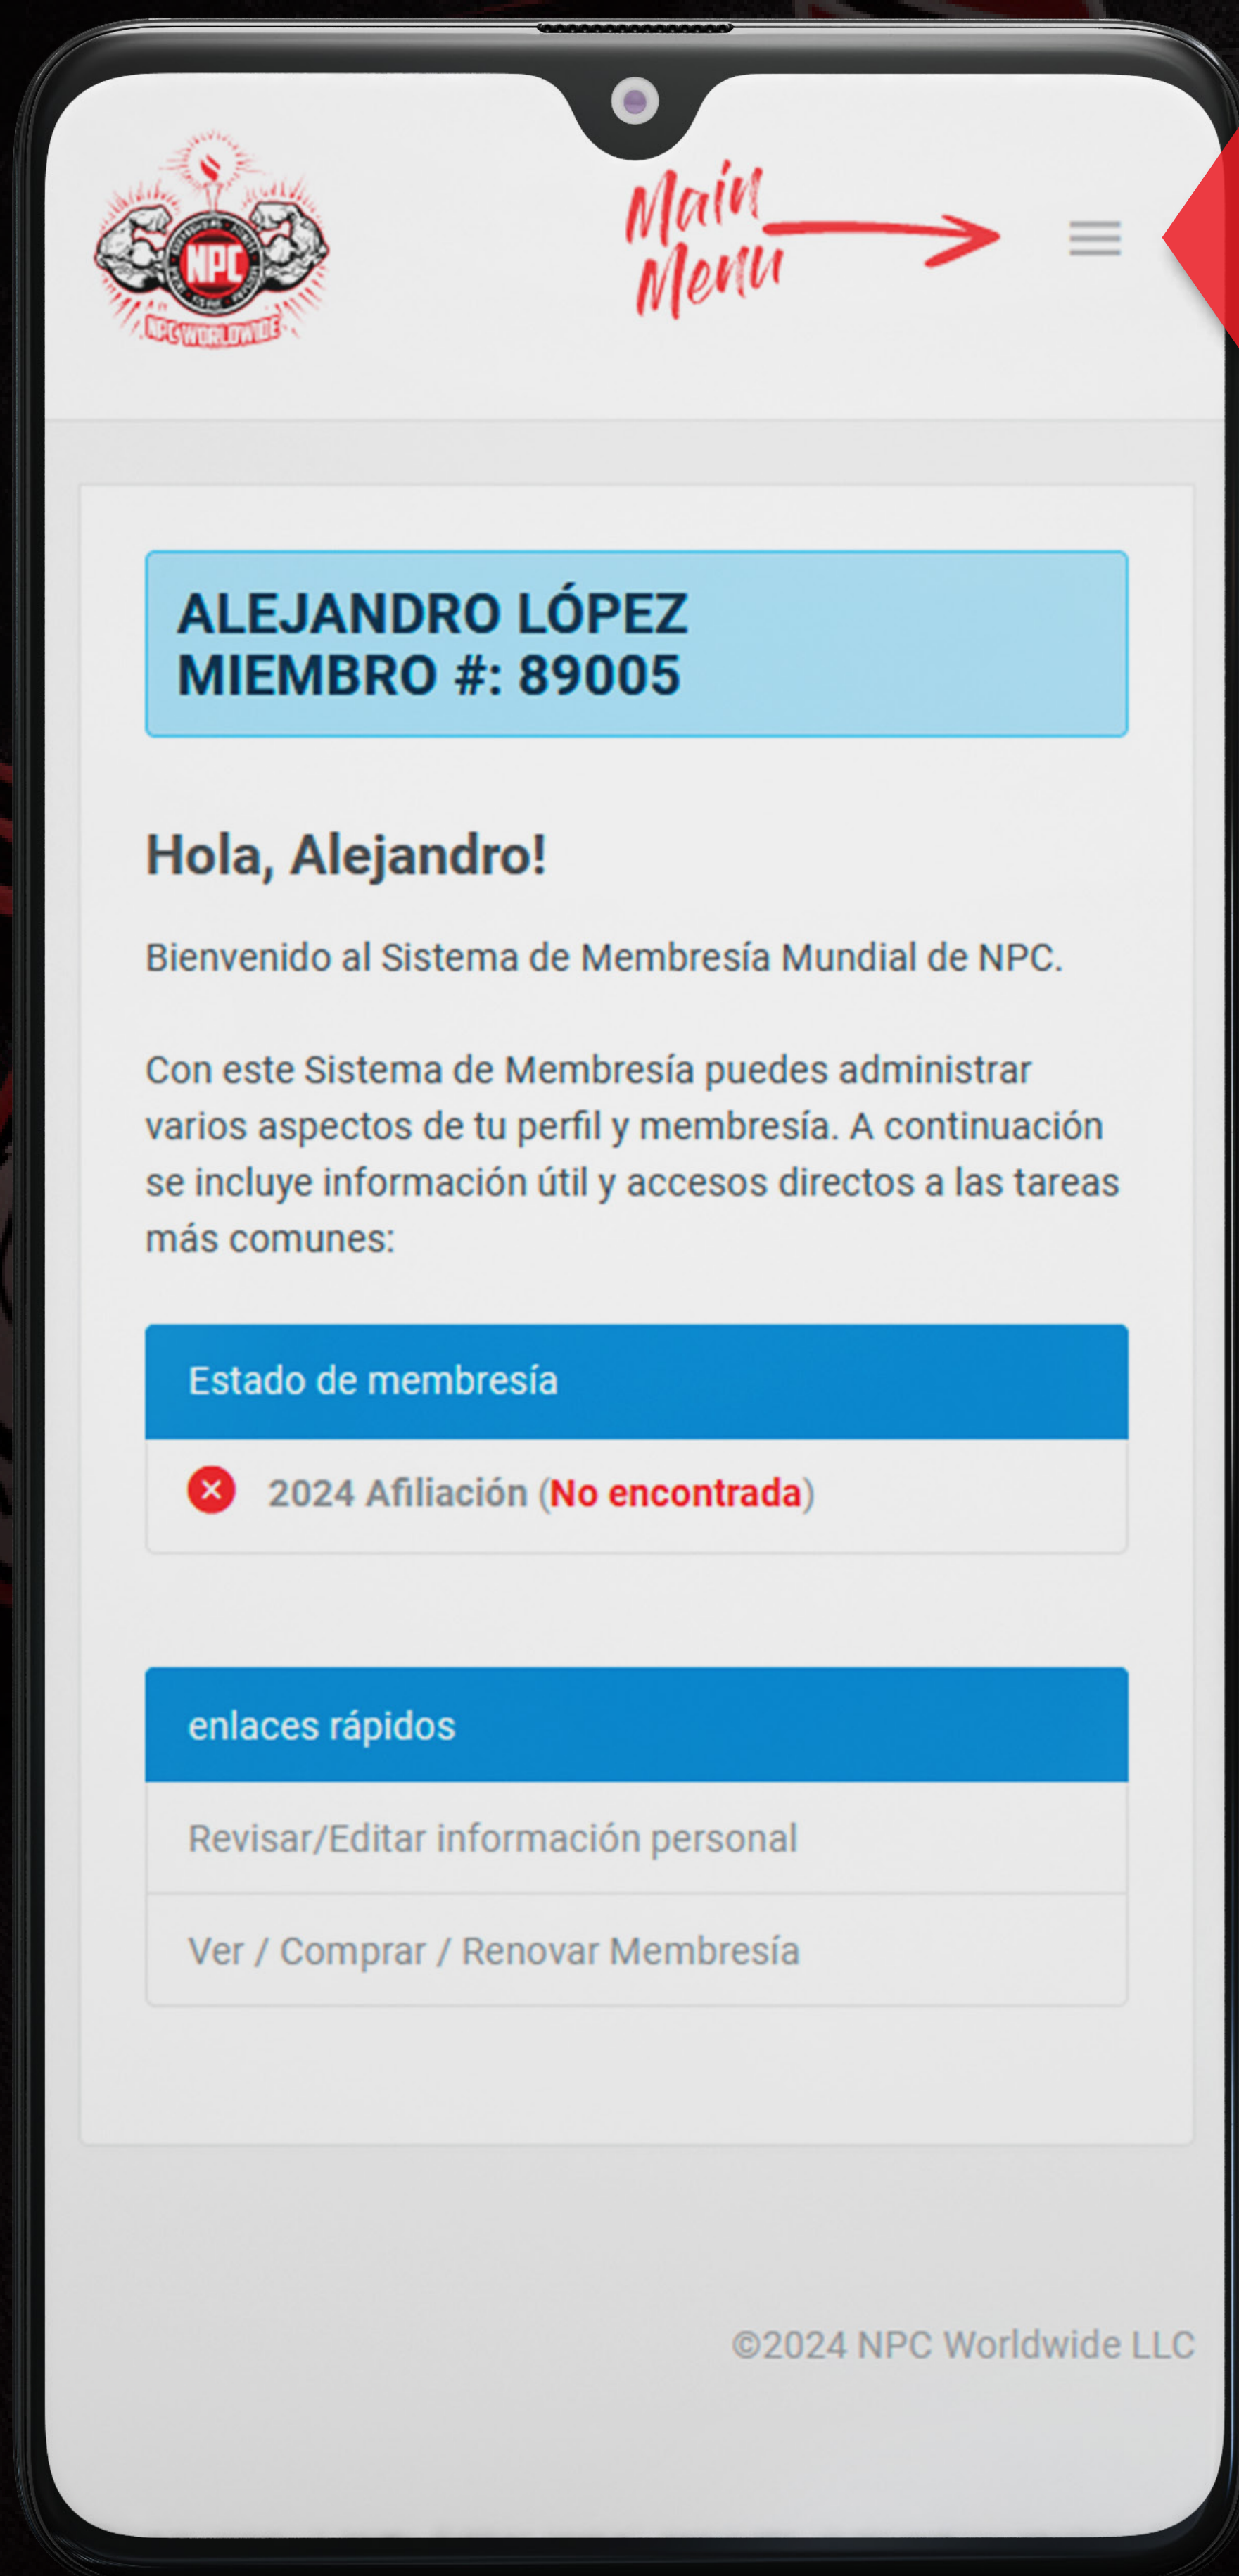 NPC
NPC WORLDWIDE
Main
Menu
ALEJANDRO LÓPEZ
MIEMBRO #: 89005
Hola, Alejandro!
Bienvenido al Sistema de Membresía Mundial de NPC.
Con este Sistema de Membresía puedes administrar
varios aspectos de tu perfil y membresía. A continuación
se incluye información útil y accesos directos a las tareas
más comunes:
Estado de membresía
2024 Afiliación (No encontrada)
enlaces rápidos
Revisar/Editar información personal
Ver / Comprar / Renovar Membresía
©2024 NPC Worldwide LLC